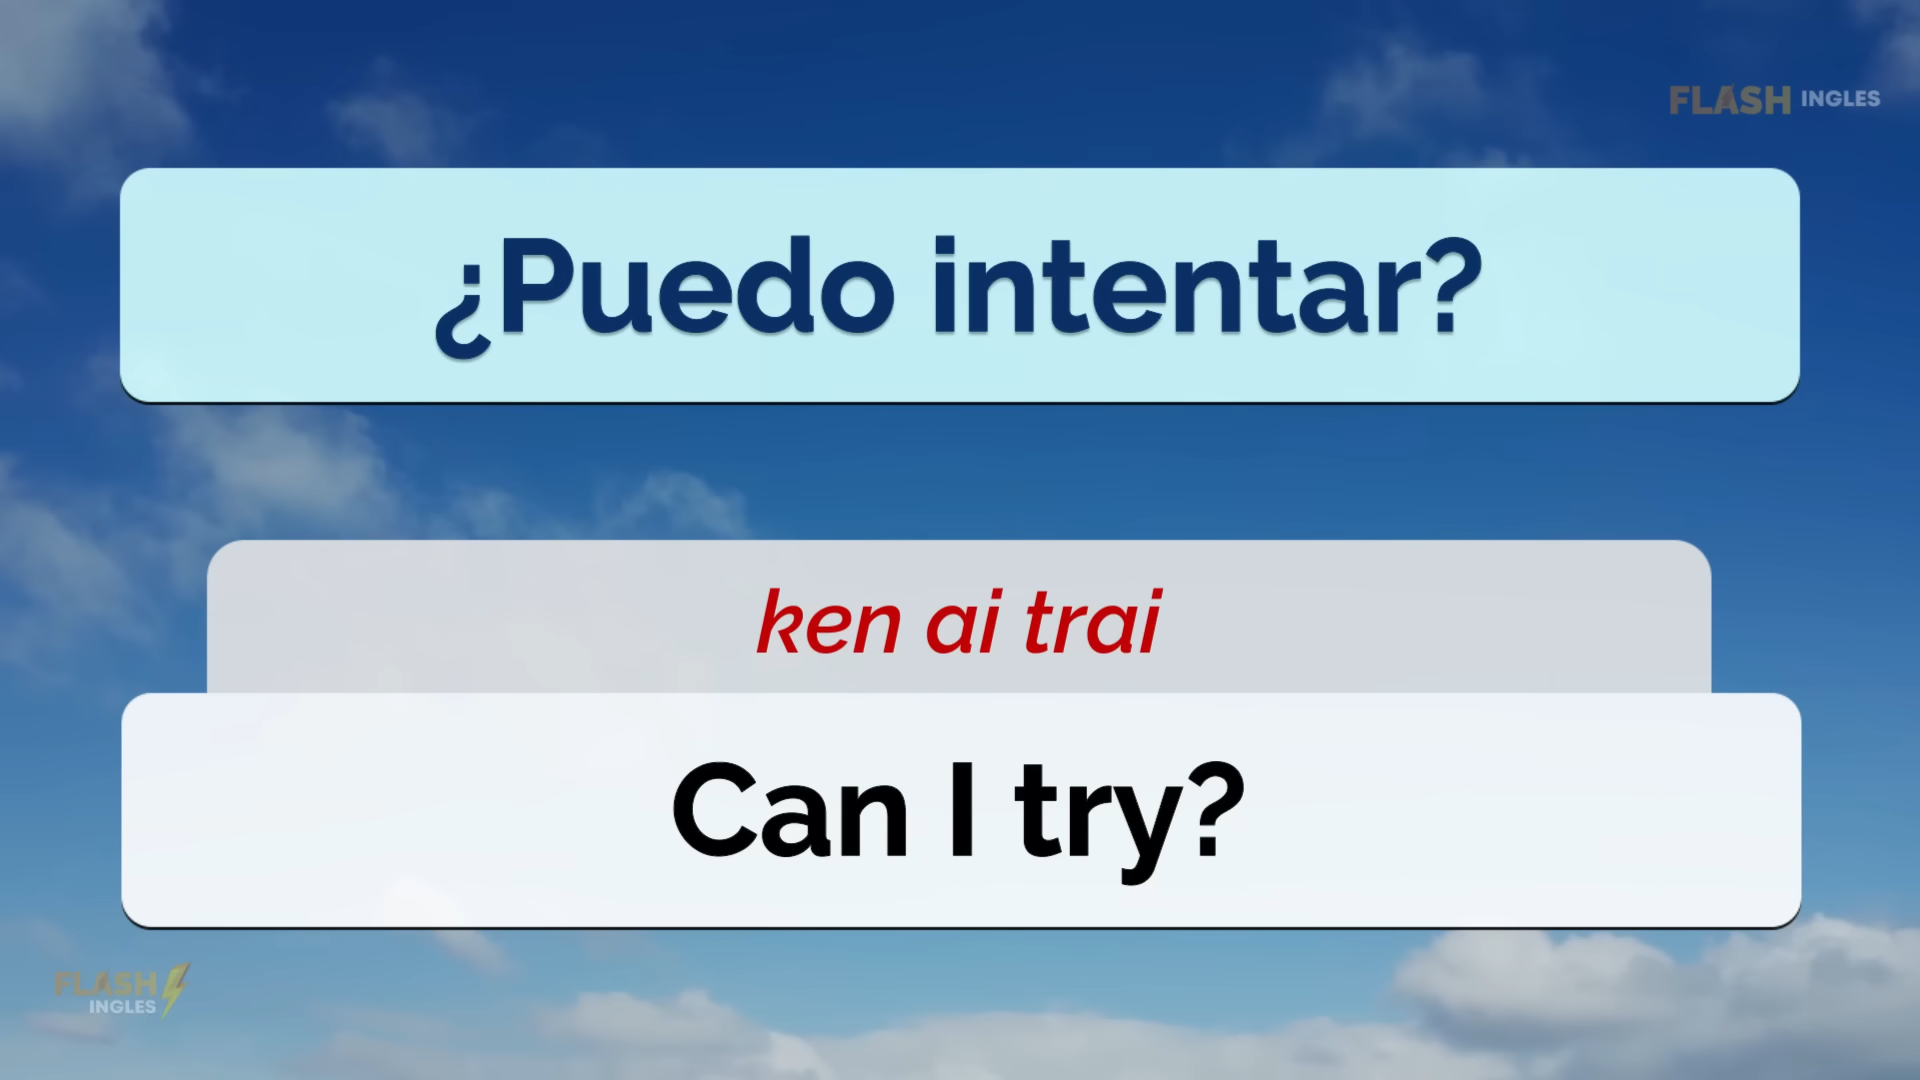 FLASH INGLES
¿Puedo intentar?
ken ai trai
Can I try?
FLASH
INGLES